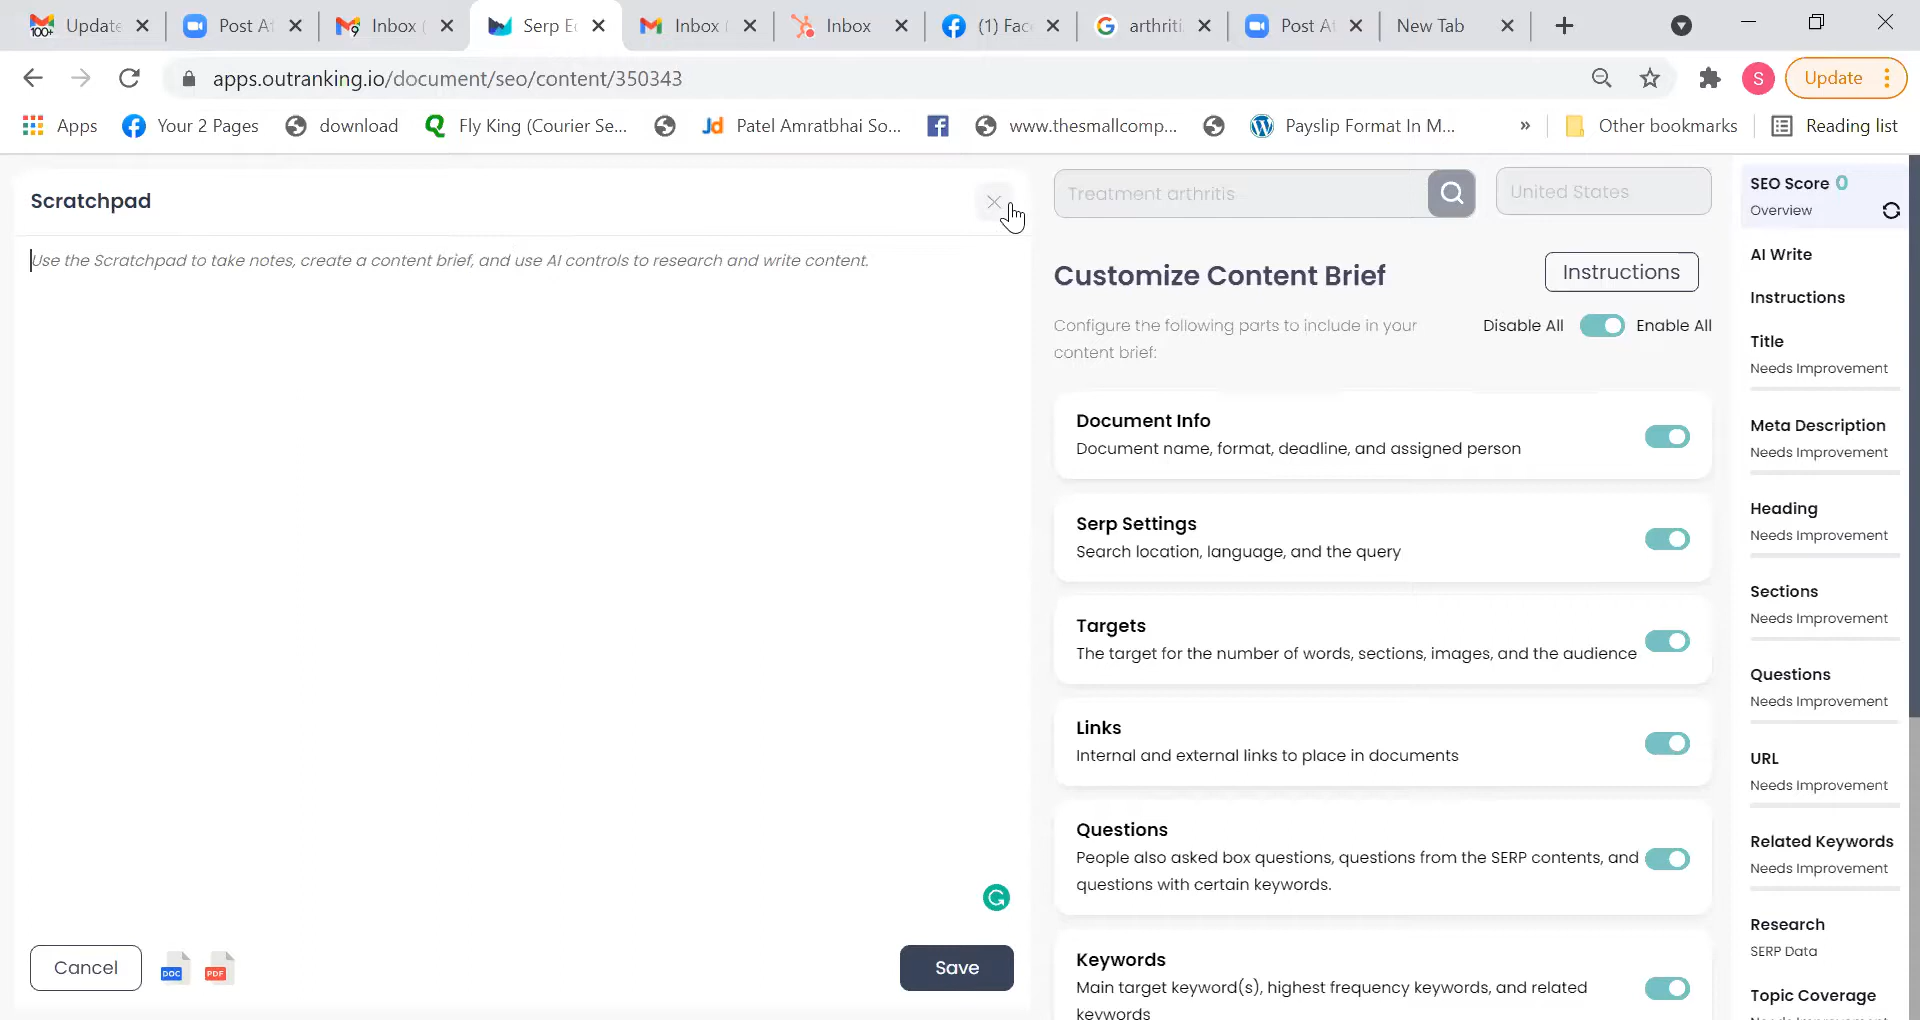 Update
Post At
Inbox (
Serp Ed
Inbox (
Inbox
(1) Face
arthriti
Post At
New Tab
apps.outranking.io/document/seo/content/350343
S
Update
Apps
Your 2 Pages
download
Fly King (Courier Se...
Patel Amratbhai So...
www.thesmallcomp...
Payslip Format In M...
»
Other bookmarks
Reading list
Scratchpad
Use the Scratchpad to take notes, create a content brief, and use AI controls to research and write content.
Cancel
DOC
PDF
Save
Treatment arthritis
United States
Customize Content Brief
Instructions
Configure the following parts to include in your
content brief:
Disable All
Enable All
Document Info
Document name, format, deadline, and assigned person
Serp Settings
Search location, language, and the query
Targets
The target for the number of words, sections, images, and the audience
Links
Internal and external links to place in documents
Questions
People also asked box questions, questions from the SERP contents, and
questions with certain keywords.
Keywords
Main target keyword(s), highest frequency keywords, and related
keywords
SEO Score 0
Overview
AI Write
Instructions
Title
Needs Improvement
Meta Description
Needs Improvement
Heading
Needs Improvement
Sections
Needs Improvement
Questions
Needs Improvement
URL
Needs Improvement
Related Keywords
Needs Improvement
Research
SERP Data
Topic Coverage